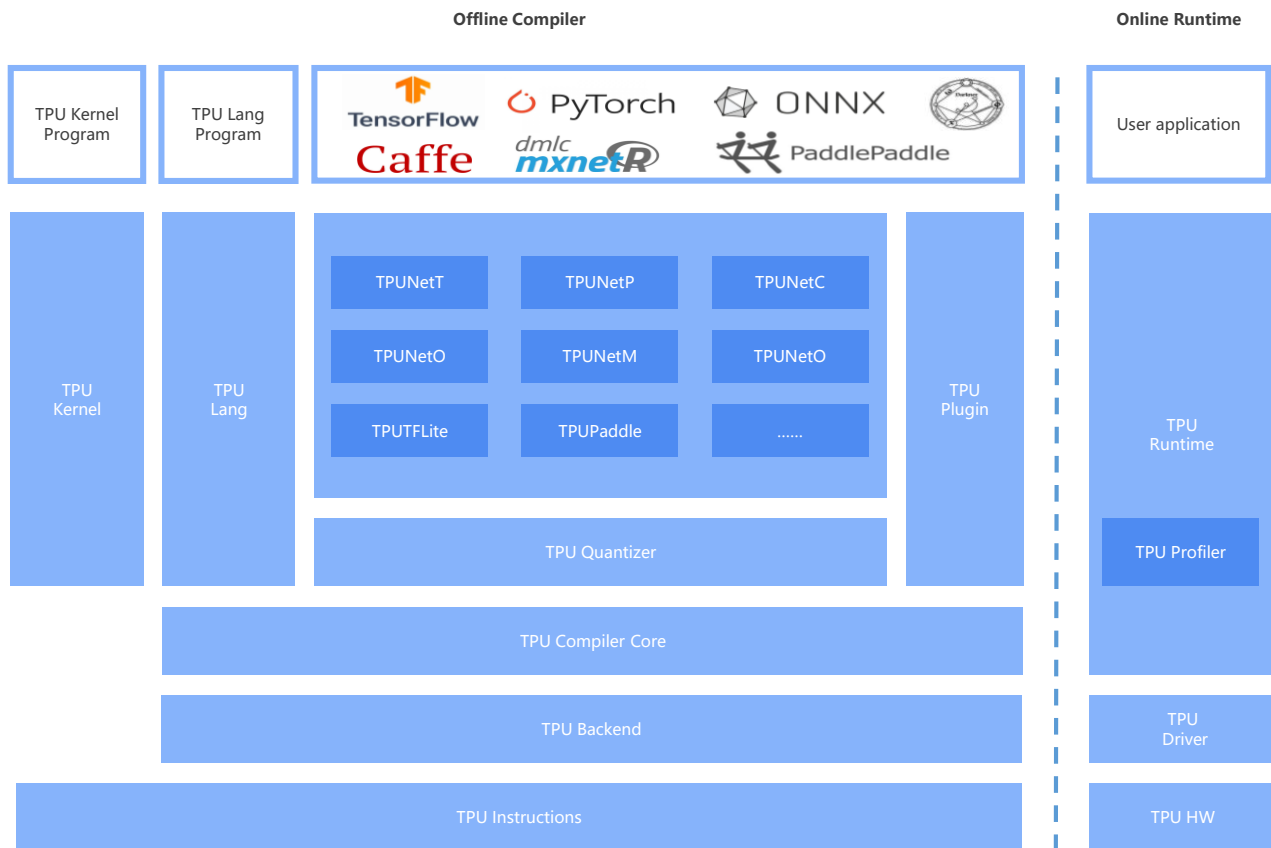 Offline Compiler
Online Runtime
TPU Kernel
Program
TPU Lang
Program
TensorFlow
PyTorch
ONNX
Caffe
dmlc
mxnetR
PaddlePaddle
User application
TPU
Kernel
TPU
Lang
TPUNetT
TPUNetP
TPUNetC
TPUNetO
TPUNetM
TPUNetO
TPUTFLite
TPUPaddle
......
TPU
Plugin
TPU
Runtime
TPU Quantizer
TPU Profiler
TPU Compiler Core
TPU Backend
TPU
Driver
TPU Instructions
TPU HW